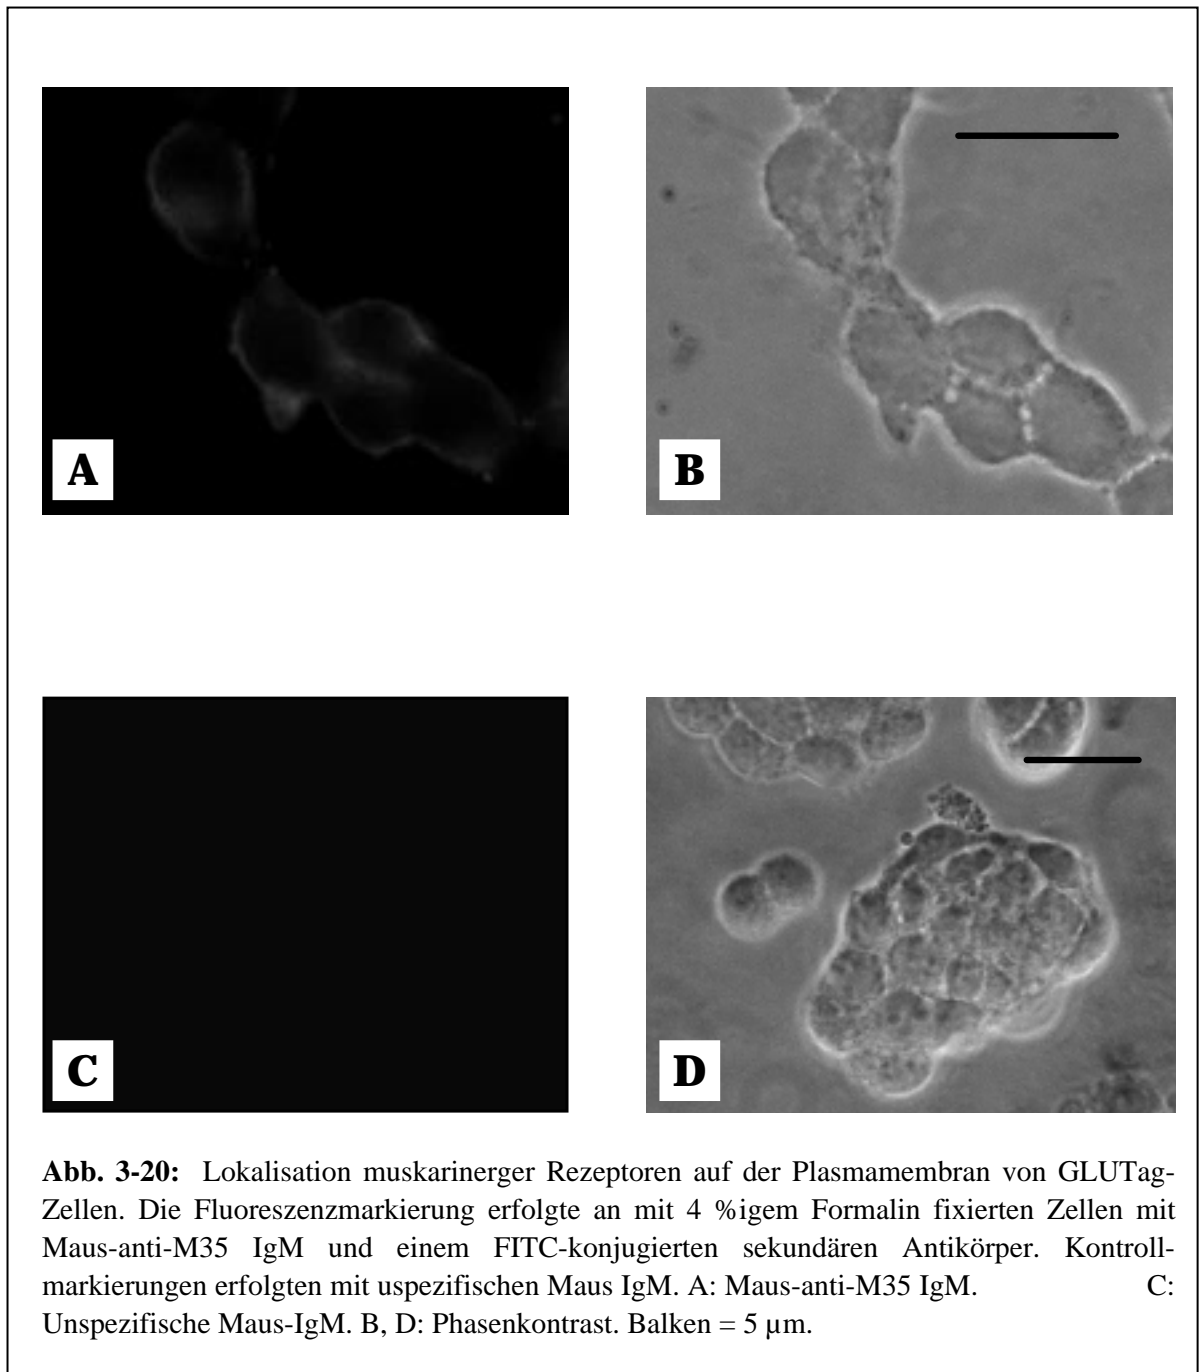 A
B
C
D
Abb. 3-20: Lokalisation muskarinerger Rezeptoren auf der Plasmamembran von GLUTag-
Zellen. Die Fluoreszenzmarkierung erfolgte an mit 4 %igem Formalin fixierten Zellen mit
Maus-anti-M35 IgM und einem FITC-konjugierten sekundären Antikörper. Kontroll-
markierungen erfolgten mit uspezifischen Maus IgM. A: Maus-anti-M35 IgM. C:
Unspezifische Maus-IgM. B, D: Phasenkontrast. Balken = 5 µm.